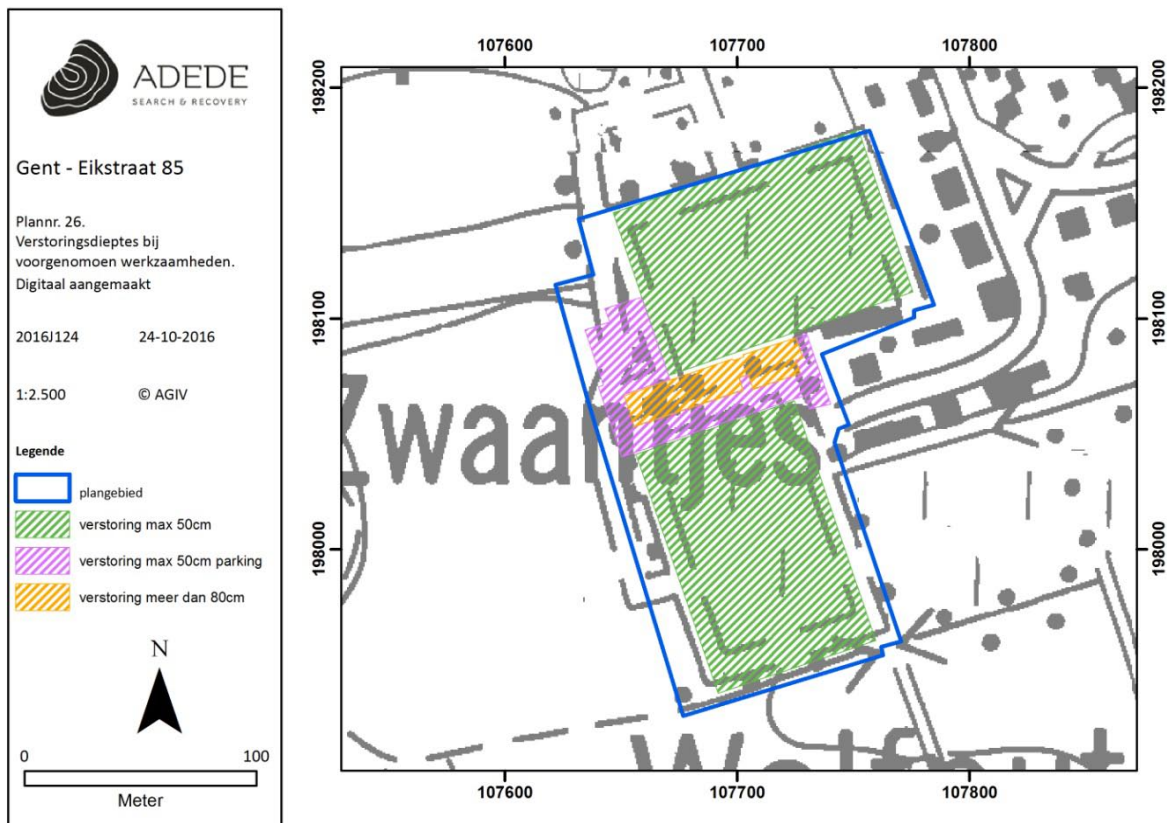 ADEDE
SEARCH & RECOVERY
Gent - Eikstraat 85
Plannr. 26.
Verstoringsdieptes bij
voorgenomoen werkzaamheden.
Digitaal aangemaakt
2016J124 24-10-2016
1:2.500 © AGIV
Legende
plangebied
verstoring max 50cm
verstoring max 50cm parking
verstoring meer dan 80cm
N
0 100
Meter
107600 107700 107800
198200 198200
198100 198100
Zwaantjes
198000 198000
107600 107700 107800